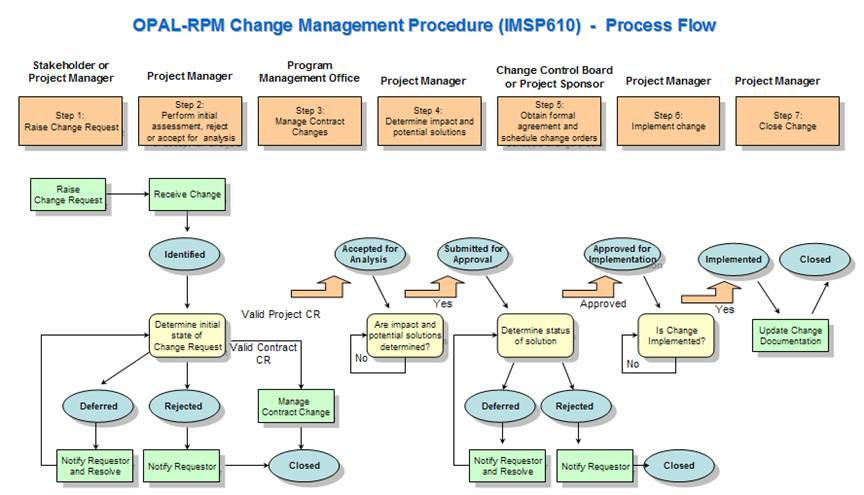 OPAL-RPM Change Management Procedure (IMSP610) - Process Flow
Stakeholder or
Project Manager
Project Manager
Program
Management Office
Project Manager
Change Control Board
or Project Sponsor
Project Manager
Project Manager
Step 1:
Raise Change Request
Step 2:
Perform initial
assessment, reject
or accept for analysis
Step 3:
Manage Contract
Changes
Step 4:
Determine impact and
potential solutions
Step 5:
Obtain formal
agreement and
schedule change orders
Step 6:
Implement change
Step 7:
Close Change
Raise
Change Request
Receive Change
Identified
Accepted for
Analysis
Submitted for
Approval
Approved for
Implementation
Implemented
Closed
Valid Project CR
Yes
Approved
Yes
Determine initial
state of
Change Request
Valid Contract
CR
Are impact and
potential solutions
determined?
No
Determine status
of solution
Is Change
Implemented?
No
Update Change
Documentation
Deferred
Rejected
Manage
Contract Change
Deferred
Rejected
Notify Requestor
and Resolve
Notify Requestor
Closed
Notify Requestor
and Resolve
Notify Requestor
Closed